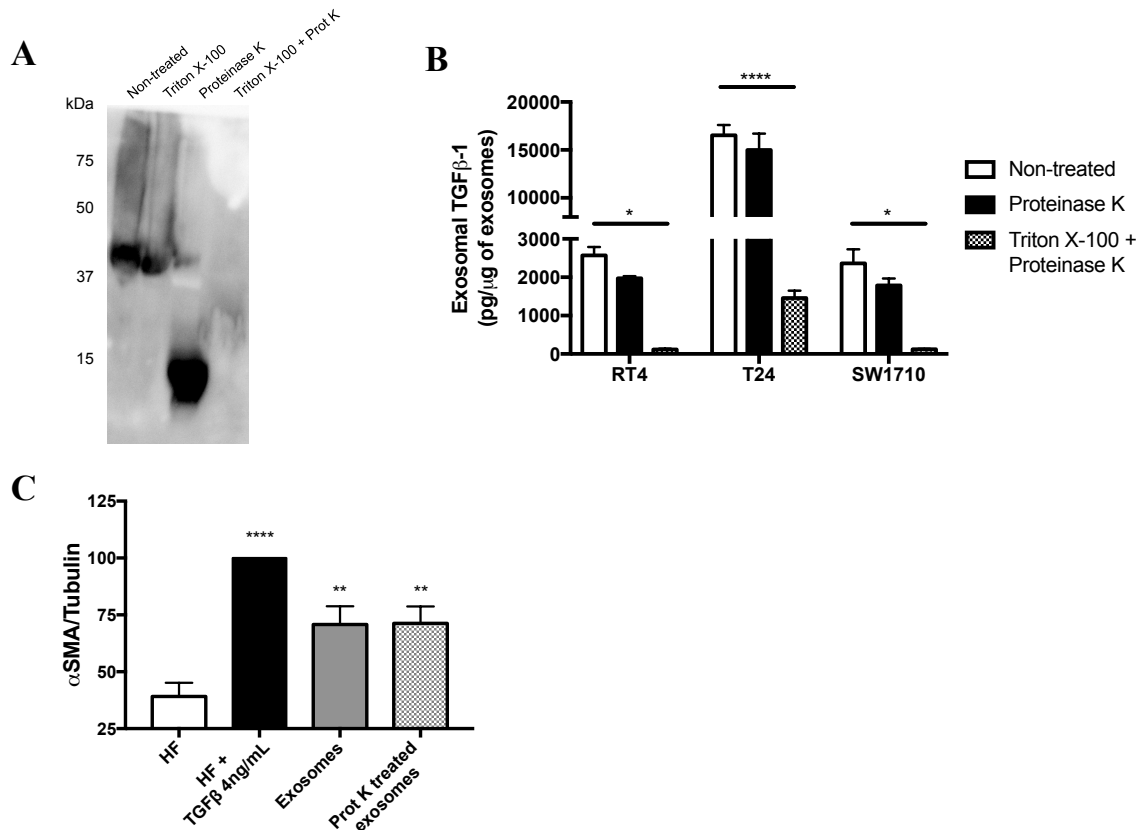 A
Non-treated
Triton X-100
Proteinase K
Triton X-100 + Prot K
kDa
75
50
37
15
B
Exosomal TGFβ-1
(pg/μg of exosomes)
20000
15000
10000
3000
2000
1000
0
*
****
*
RT4
T24
SW1710
Non-treated
Proteinase K
Triton X-100 +
Proteinase K
C
αSMA/Tubulin
125
100
75
50
25
****
**
**
HF
HF +
TGFβ 4ng/mL
Exosomes
Prot K treated
exosomes